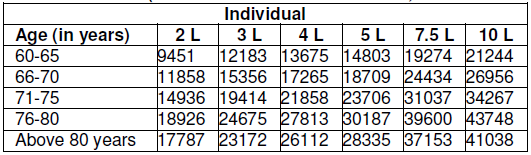 Individual
Age (in years) 2 L 3 L 4 L 5 L 7.5 L 10 L
60-65 9451 12183 13675 14803 19274 21244
66-70 11858 15356 17265 18709 24434 26956
71-75 14936 19414 21858 23706 31037 34267
76-80 18926 24675 27813 30187 39600 43748
Above 80 years 17787 23172 26112 28335 37153 41038